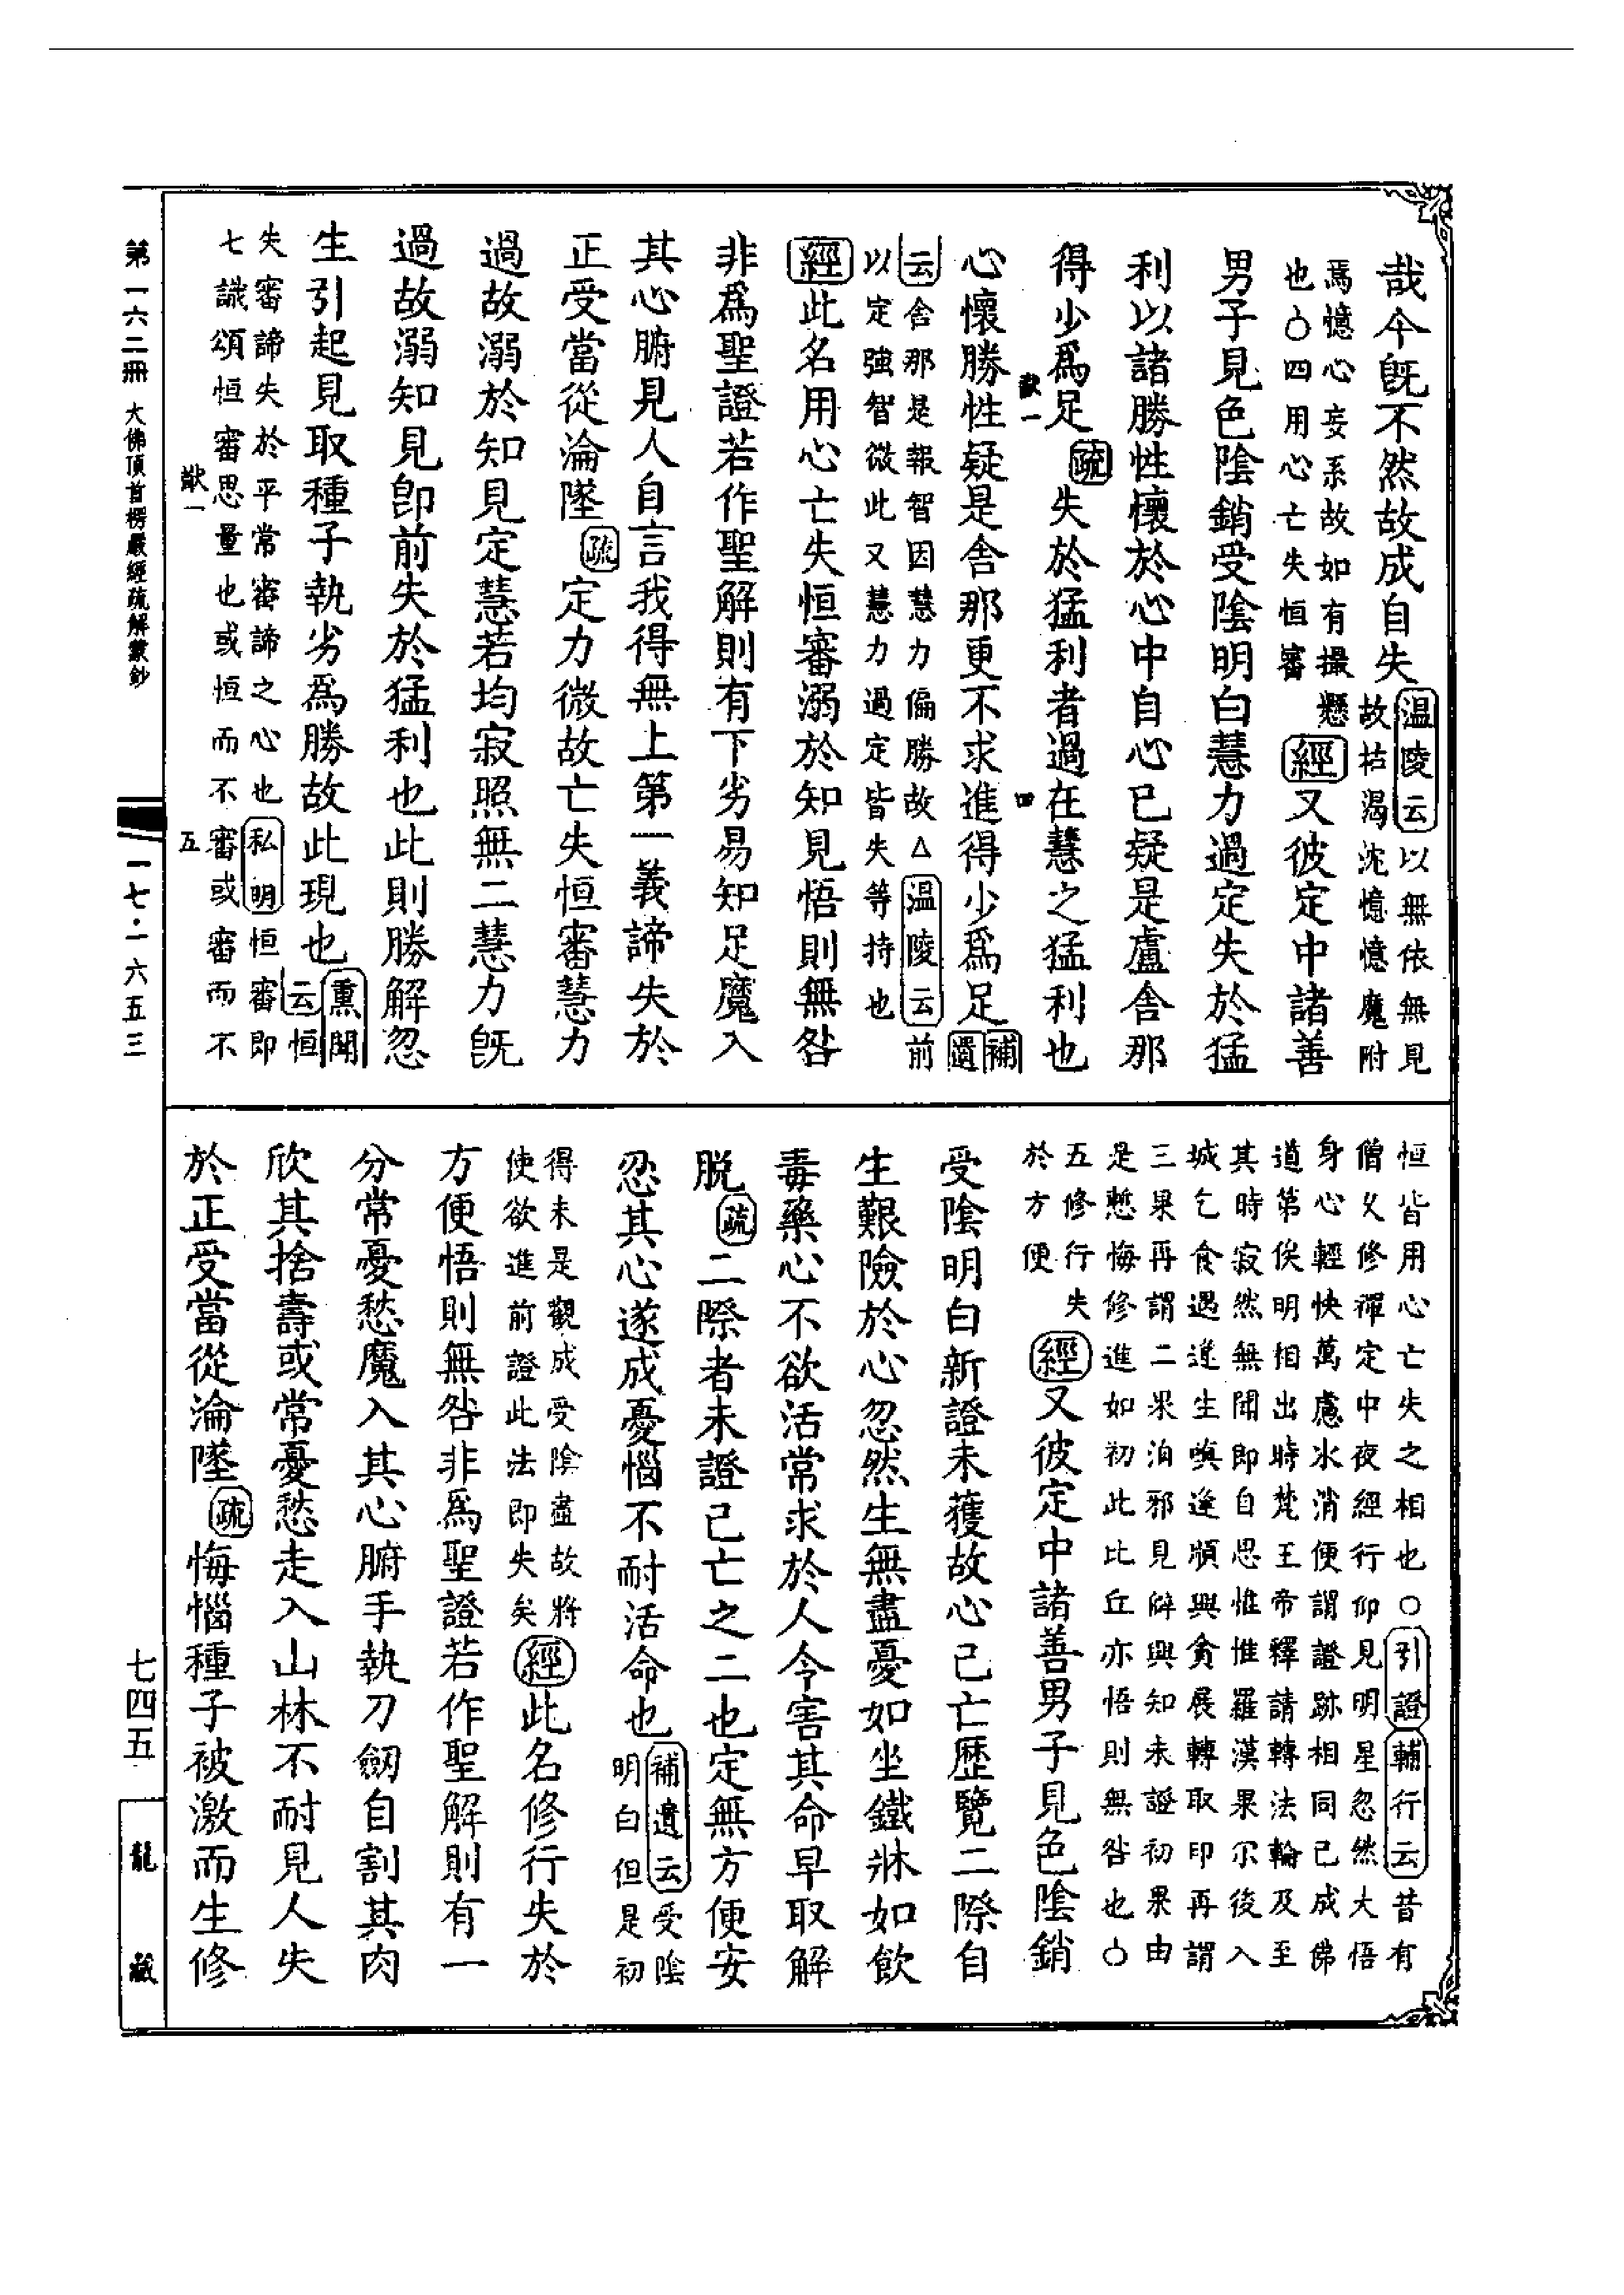 哉今旣不然故成自失溫陵云以無依無見
故枯渴沈憶憶魔附
焉憶心妄系故如有撮懸
也○四用心亡失恒審
經又彼定中諸善
男子見色陰銷受陰明白慧力過定失於猛
利以諸勝性懷於心中自心已疑是盧舍那
得少爲足疏失於猛利者過在慧之猛利也
心懷勝性疑是舍那更不求進得少爲足補遺
云舍那是報智因慧力偏勝故△溫陵云前
以定強智微此又慧力過定皆失等持也
經此名用心亡失恒審溺於知見悟則無咎
非爲聖證若作聖解則有下劣易知足魔入
其心腑見人自言我得無上第一義諦失於
正受當從淪墜疏定力微故亡失恒審慧力
過故溺於知見定慧若均寂照無二慧力旣
過故溺知見卽前失於猛利也此則勝解忽
生引起見取種子執劣爲勝故此現也熏聞云恒
失審諦失於平常審諦之心也私明恒審即
七識頌恒審思量也或恒而不審或審而不
恒皆用心亡失之相也○引證輔行云昔有
僧乂修禪定中夜經行仰見明星忽然大悟
身心輕快萬慮水消便謂證跡相同已成佛
道第俟明相出時梵王帝釋請轉法輪及至
其時寂然無聞即自思惟惟羅漢果尒後入
城乞食遇逆生嗔逢順興貪展轉取印再謂
三果再謂二果洎邪見辯興知未證初果由
是慙悔修進如初此比丘亦悟則無咎也○
五修行失
於方便
經又彼定中諸善男子見色陰銷
受陰明白新證未獲故心已亡歷覽二際自
生艱險於心忽然生無盡憂如坐鐵牀如飲
毒藥心不欲活常求於人令害其命早取解
脫疏二際者未證已亡之二也定無方便安
忍其心遂成憂惱不耐活命也補遺云受陰
明白但是初
得未是觀成受陰盡故將
使欲進前證此法即失矣
經此名修行失於
方便悟則無咎非爲聖證若作聖解則有一
分常憂愁魔入其心腑手執刀劒自割其肉
欣其捨壽或常憂愁走入山林不耐見人失
於正受當從淪墜疏悔惱種子被激而生修
第一六二冊 大佛頂首楞嚴經疏解蒙鈔
一七·一六五三
七四五
龍藏